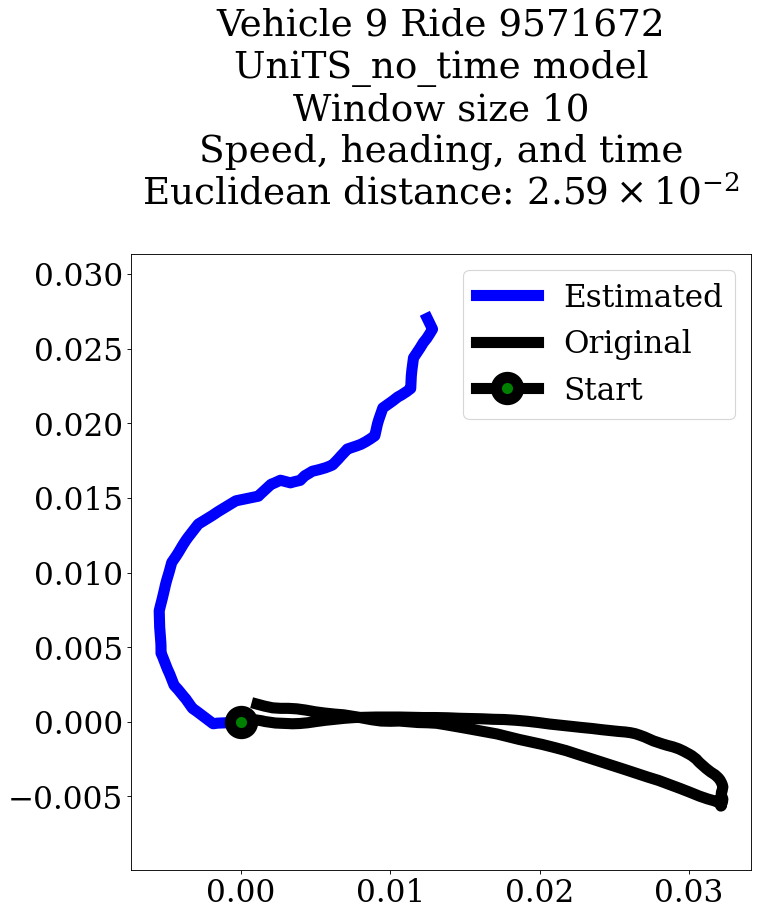 Vehicle 9 Ride 9571672
UniTS_no_time model
Window size 10
Speed, heading, and time
Euclidean distance: 2.59 × 10⁻²
Estimated
Original
Start
0.030
0.025
0.020
0.015
0.010
0.005
0.000
−0.005
0.00 0.01 0.02 0.03